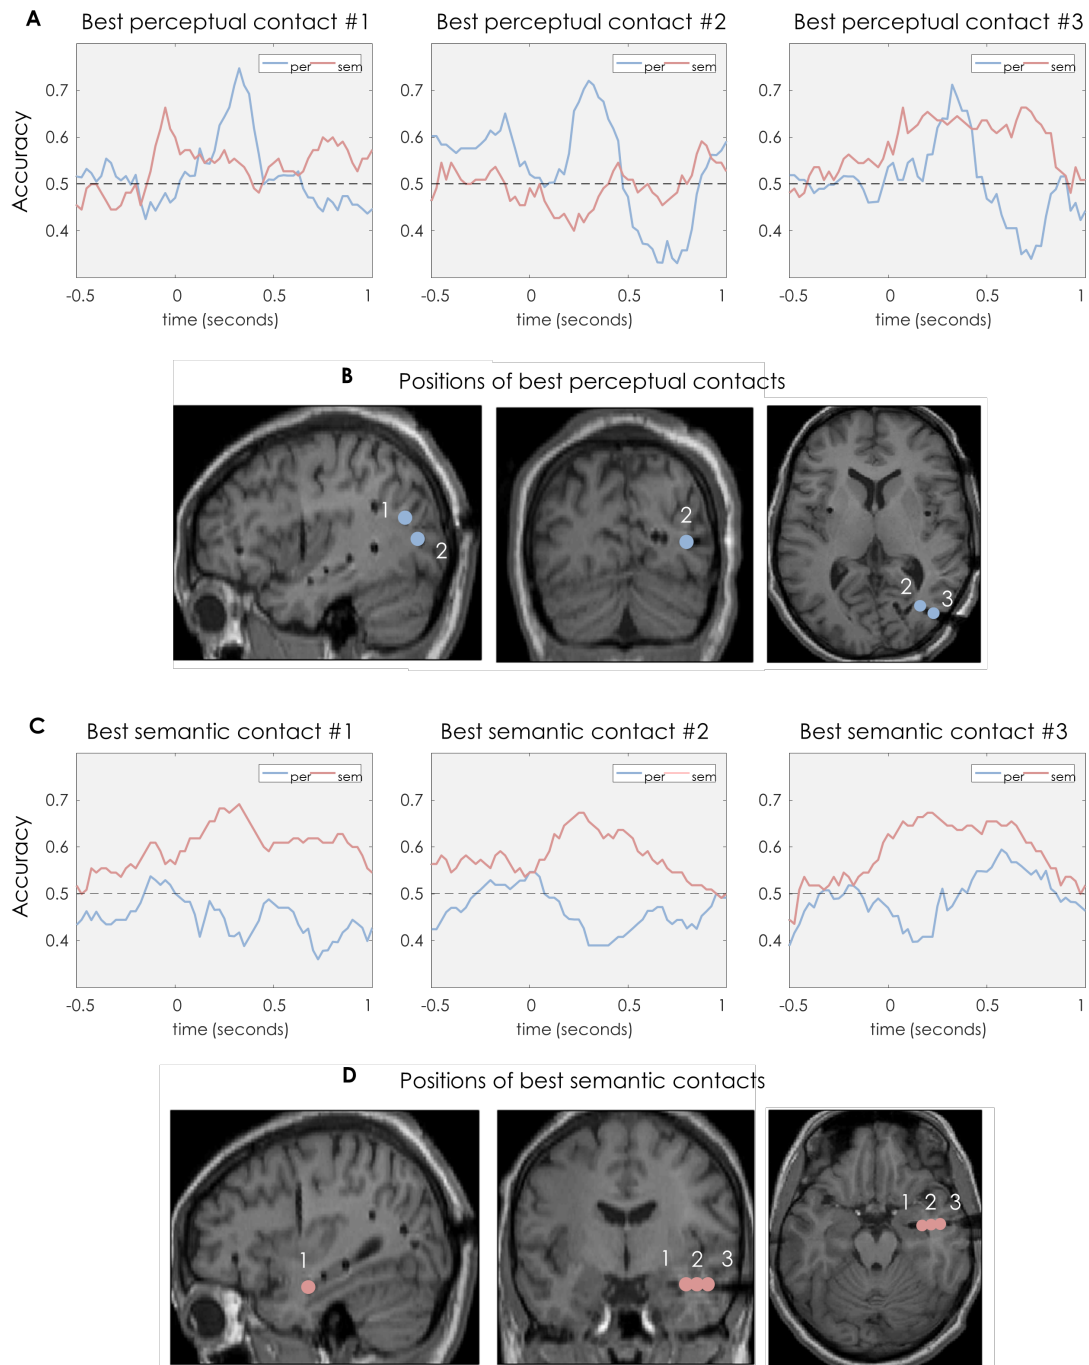 A
Best perceptual contact #1
Best perceptual contact #2
Best perceptual contact #3
per sem
per sem
per sem
0.7
0.6
0.5
0.4
0.7
0.6
0.5
0.4
0.7
0.6
0.5
0.4
Accuracy
-0.5 0 0.5 1
-0.5 0 0.5 1
-0.5 0 0.5 1
time (seconds)
time (seconds)
time (seconds)
B
Positions of best perceptual contacts
1
2
2
2
3
C
Best semantic contact #1
Best semantic contact #2
Best semantic contact #3
per sem
per sem
per sem
0.7
0.6
0.5
0.4
0.7
0.6
0.5
0.4
0.7
0.6
0.5
0.4
Accuracy
-0.5 0 0.5 1
-0.5 0 0.5 1
-0.5 0 0.5 1
time (seconds)
time (seconds)
time (seconds)
D
Positions of best semantic contacts
1
1 2 3
1 2 3